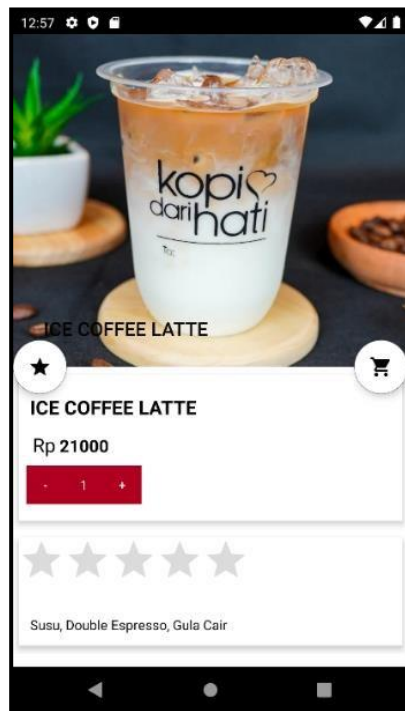 12:57
kopi
dari hati
To:
ICE COFFEE LATTE
ICE COFFEE LATTE
Rp 21000
- 1 +
Susu, Double Espresso, Gula Cair